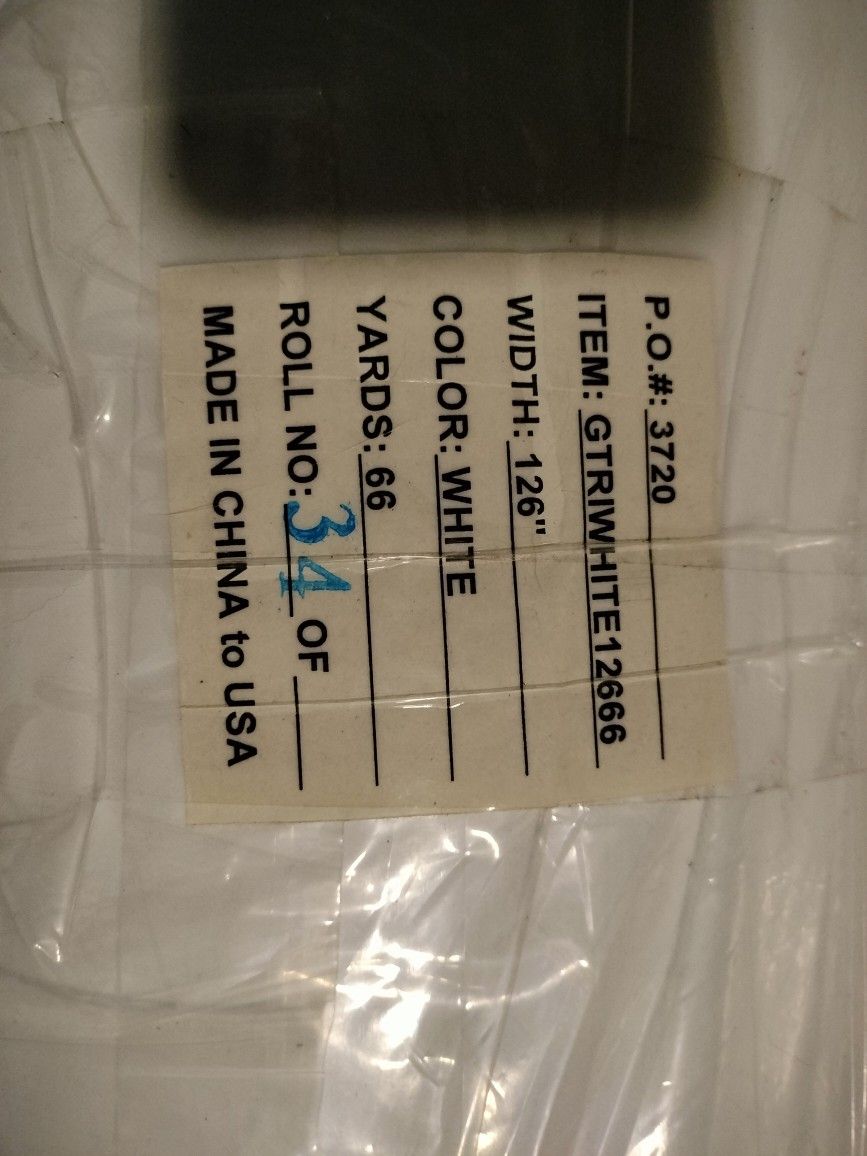 P.O.#: 3720
ITEM: GTRIWHITE12666
WIDTH: 126"
COLOR: WHITE
YARDS: 66
ROLL NO: 34 OF
MADE IN CHINA to USA